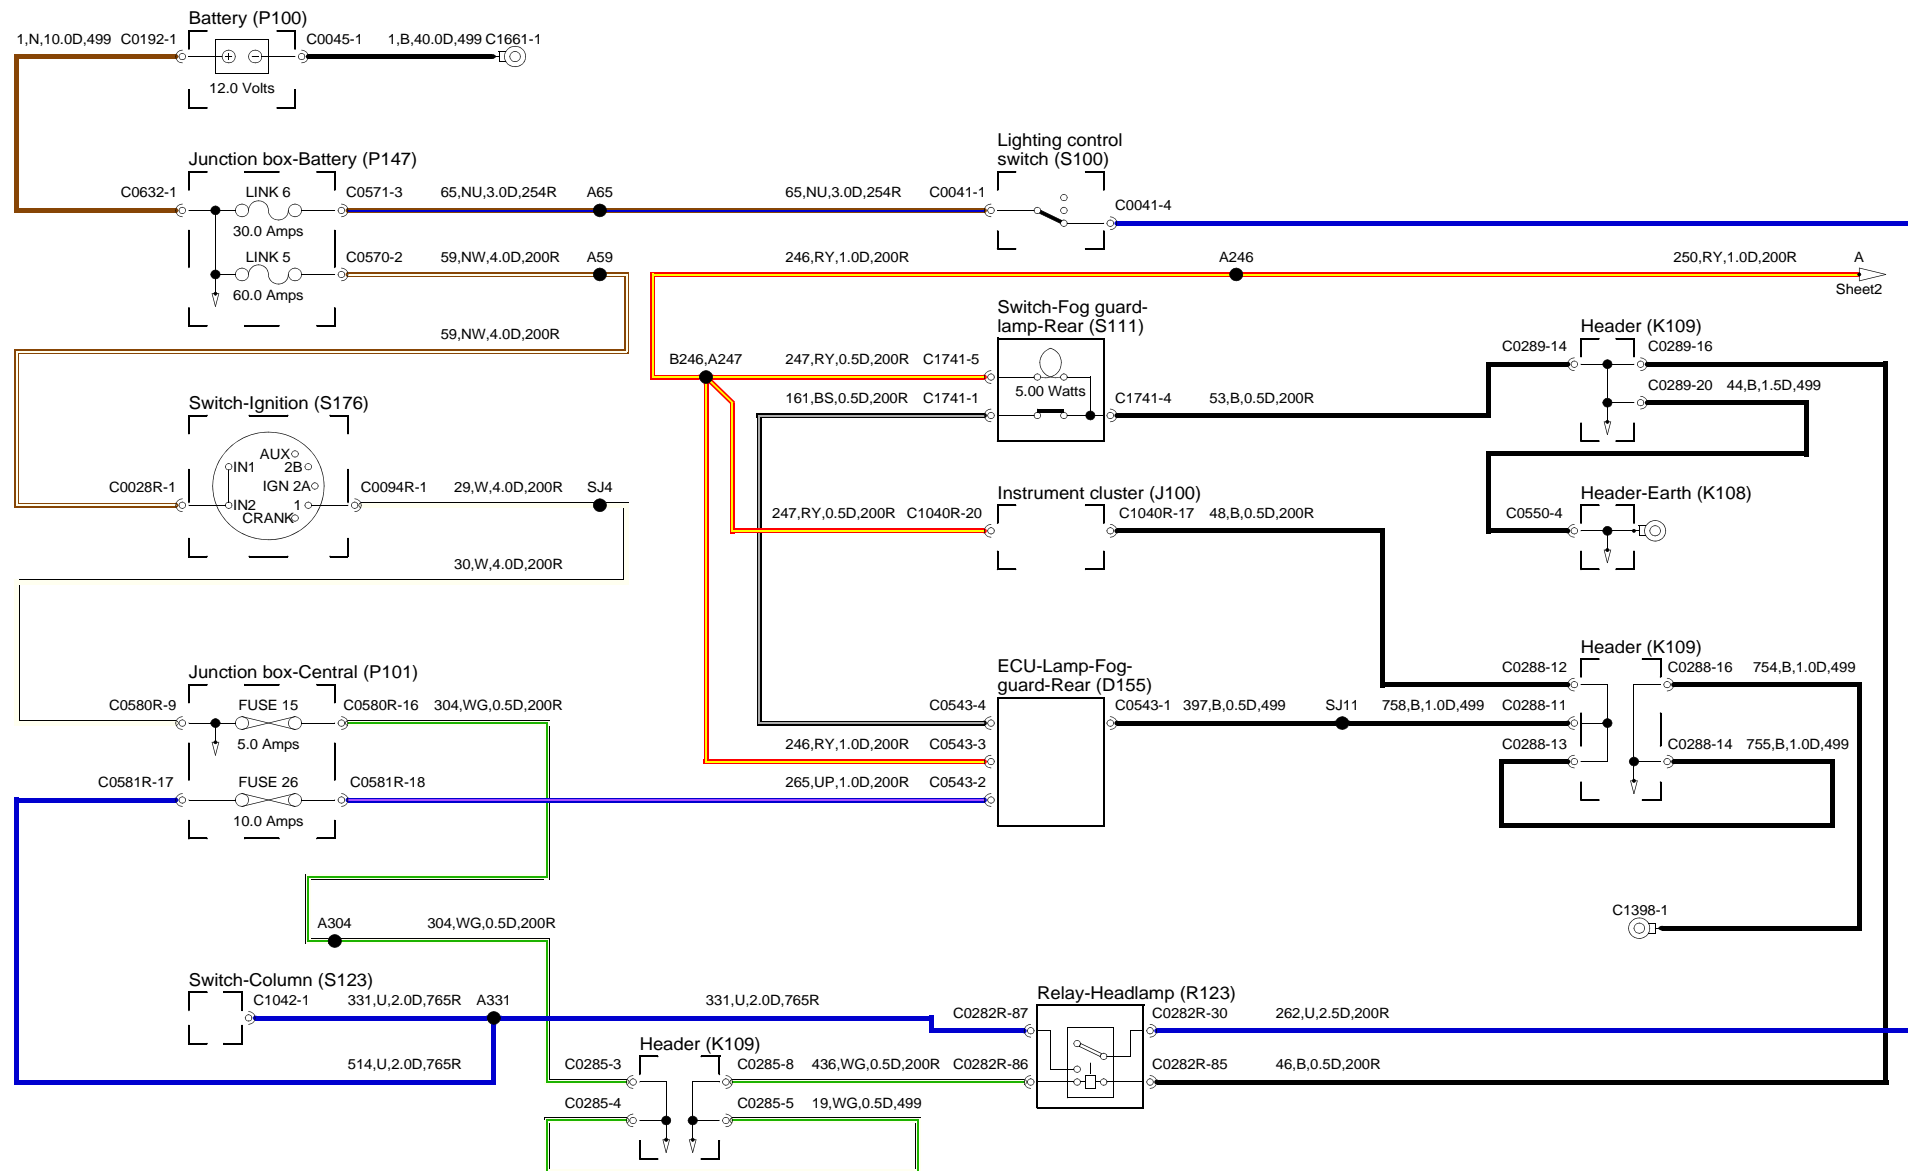 Battery (P100)
1,N,10.0D,499 C0192-1
C0045-1 1,B,40.0D,499 C1661-1
12.0 Volts
Junction box-Battery (P147)
C0632-1
LINK 6
30.0 Amps
C0571-3 65,NU,3.0D,254R A65
65,NU,3.0D,254R C0041-1
Lighting control
switch (S100)
C0041-4
LINK 5
60.0 Amps
C0570-2 59,NW,4.0D,200R A59
246,RY,1.0D,200R
A246
250,RY,1.0D,200R
A
Sheet2
59,NW,4.0D,200R
Switch-Fog guard-
lamp-Rear (S111)
B246,A247
247,RY,0.5D,200R C1741-5
5.00 Watts
161,BS,0.5D,200R C1741-1
C1741-4 53,B,0.5D,200R
Header (K109)
C0289-14
C0289-16
C0289-20 44,B,1.5D,499
Switch-Ignition (S176)
C0028R-1
AUX
IN1
2B
IGN 2A
IN2
1
CRANK
C0094R-1 29,W,4.0D,200R SJ4
Instrument cluster (J100)
247,RY,0.5D,200R C1040R-20
C1040R-17 48,B,0.5D,200R
Header-Earth (K108)
C0550-4
30,W,4.0D,200R
Junction box-Central (P101)
C0580R-9
FUSE 15
5.0 Amps
C0580R-16 304,WG,0.5D,200R
C0581R-17
FUSE 26
10.0 Amps
C0581R-18
ECU-Lamp-Fog-
guard-Rear (D155)
C0543-4
246,RY,1.0D,200R C0543-3
265,UP,1.0D,200R C0543-2
C0543-1 397,B,0.5D,499
SJ11
758,B,1.0D,499
Header (K109)
C0288-12
C0288-11
C0288-13
C0288-16 754,B,1.0D,499
C0288-14 755,B,1.0D,499
A304
304,WG,0.5D,200R
C1398-1
Switch-Column (S123)
C1042-1 331,U,2.0D,765R A331
331,U,2.0D,765R
514,U,2.0D,765R
Relay-Headlamp (R123)
C0282R-87
C0282R-30
262,U,2.5D,200R
Header (K109)
C0285-3
C0285-8 436,WG,0.5D,200R C0282R-86
C0282R-85
46,B,0.5D,200R
C0285-4
C0285-5 19,WG,0.5D,499